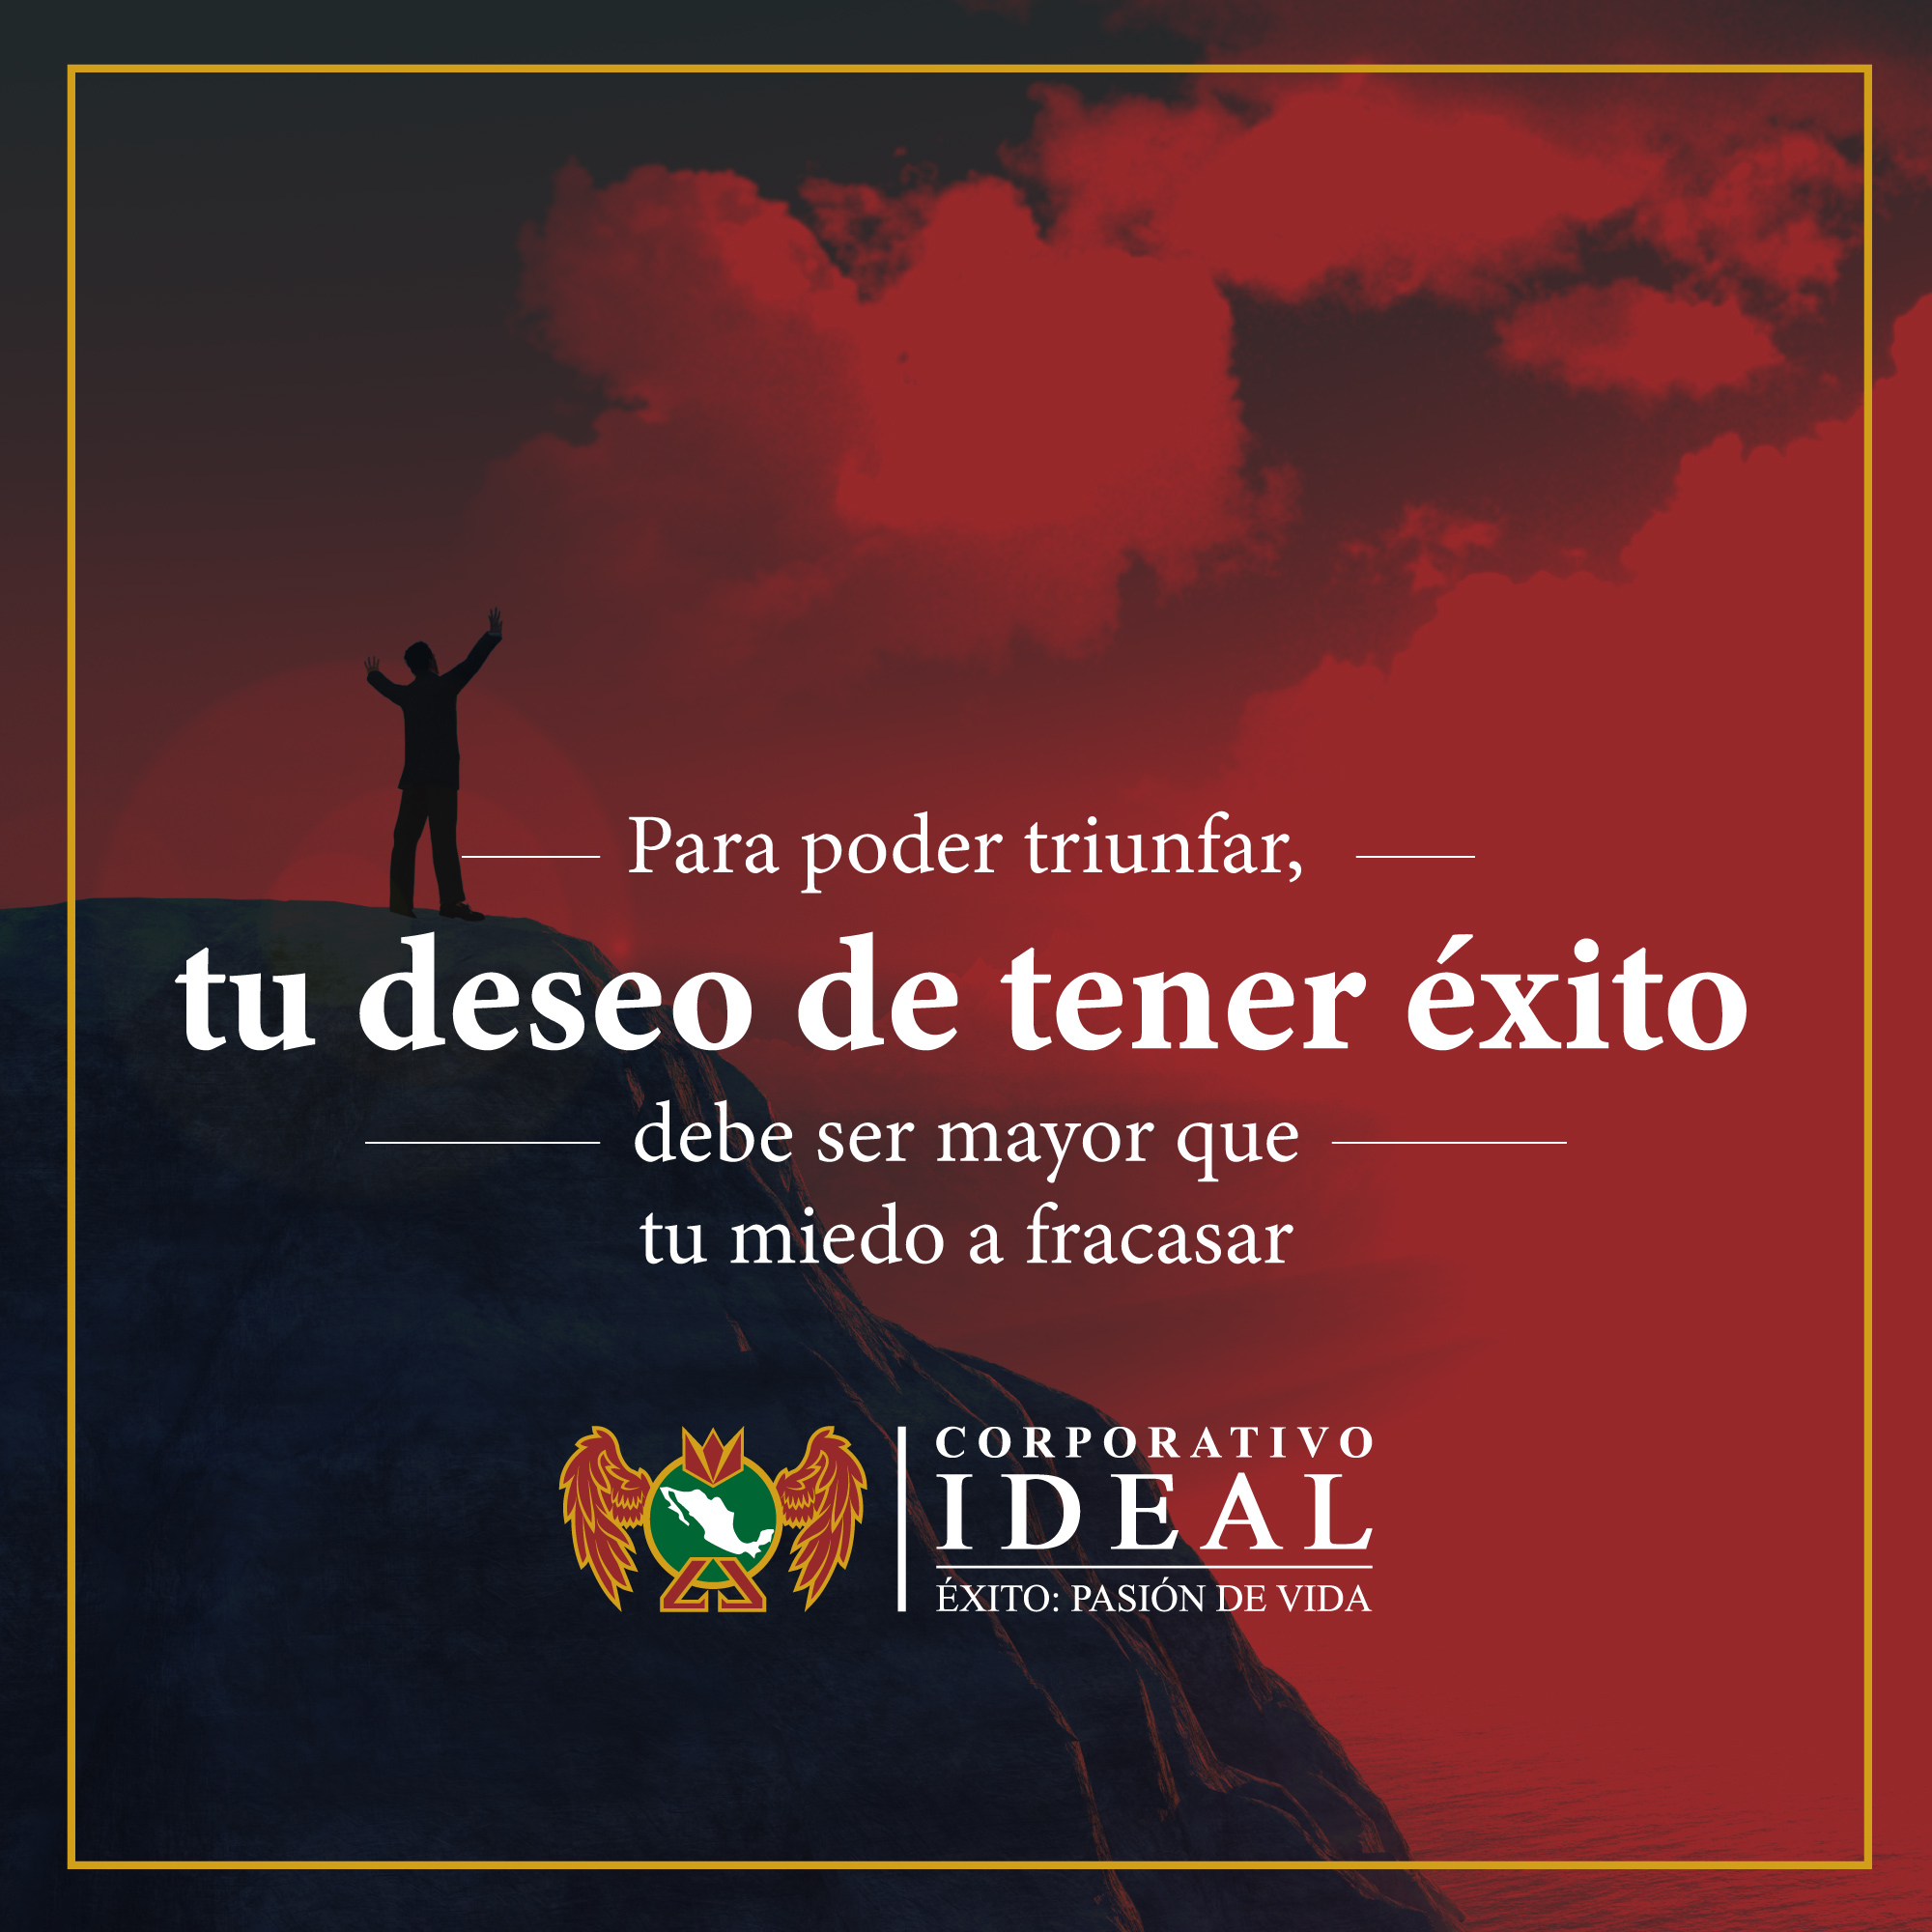 Para poder triunfar,
tu deseo de tener éxito
debe ser mayor que
tu miedo a fracasar
CORPORATIVO
IDEAL
ÉXITO: PASIÓN DE VIDA